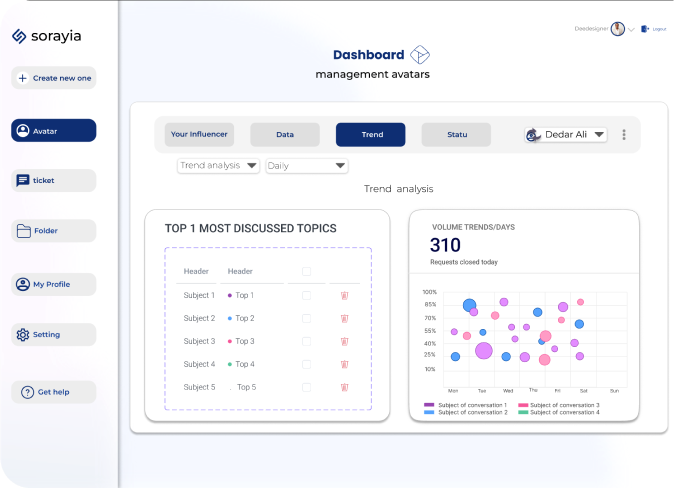 sorayia
Deedesigner
Logout
Dashboard
management avatars
Create new one
Avatar
ticket
Folder
My Profile
Setting
Get help
Your Influencer
Data
Trend
Statu
Dedar Ali
Trend analysis
Daily
Trend analysis
TOP 1 MOST DISCUSSED TOPICS
Header Header
Subject 1 Top 1
Subject 2 Top 2
Subject 3 Top 3
Subject 4 Top 4
Subject 5 Top 5
VOLUME TRENDS/DAYS
310
Requests closed today
100%
85%
70%
55%
40%
25%
10%
Mon Tue Wed Thu Fri Sat Sun
Subject of conversation 1 Subject of conversation 3
Subject of conversation 2 Subject of conversation 4